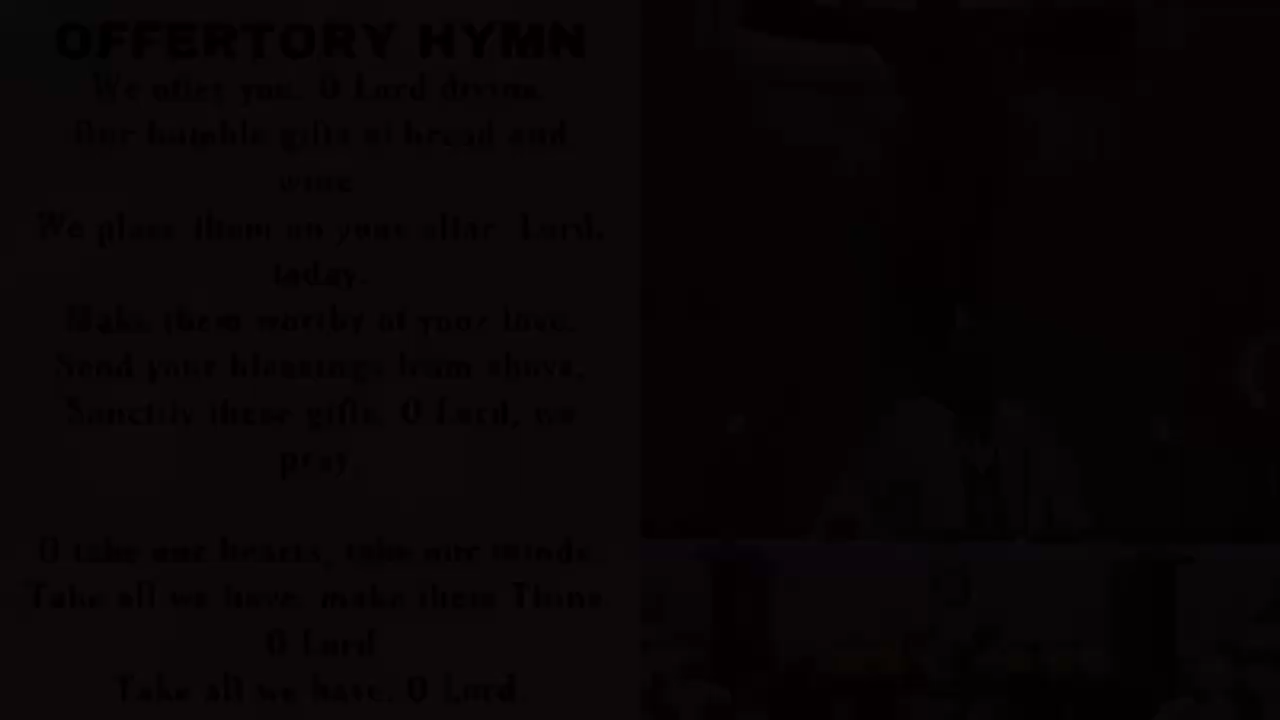 OFFERTORY HYMN
We offer you, O Lord divine,
Our humble gifts of bread and
wine
We place them on your altar, Lord,
today.
Make them worthy of your love.
Send your blessings from above,
Sanctify these gifts, O Lord, we
pray.
O take our hearts, take our minds,
Take all we have, make them Thine
O Lord
Take all we have, O Lord